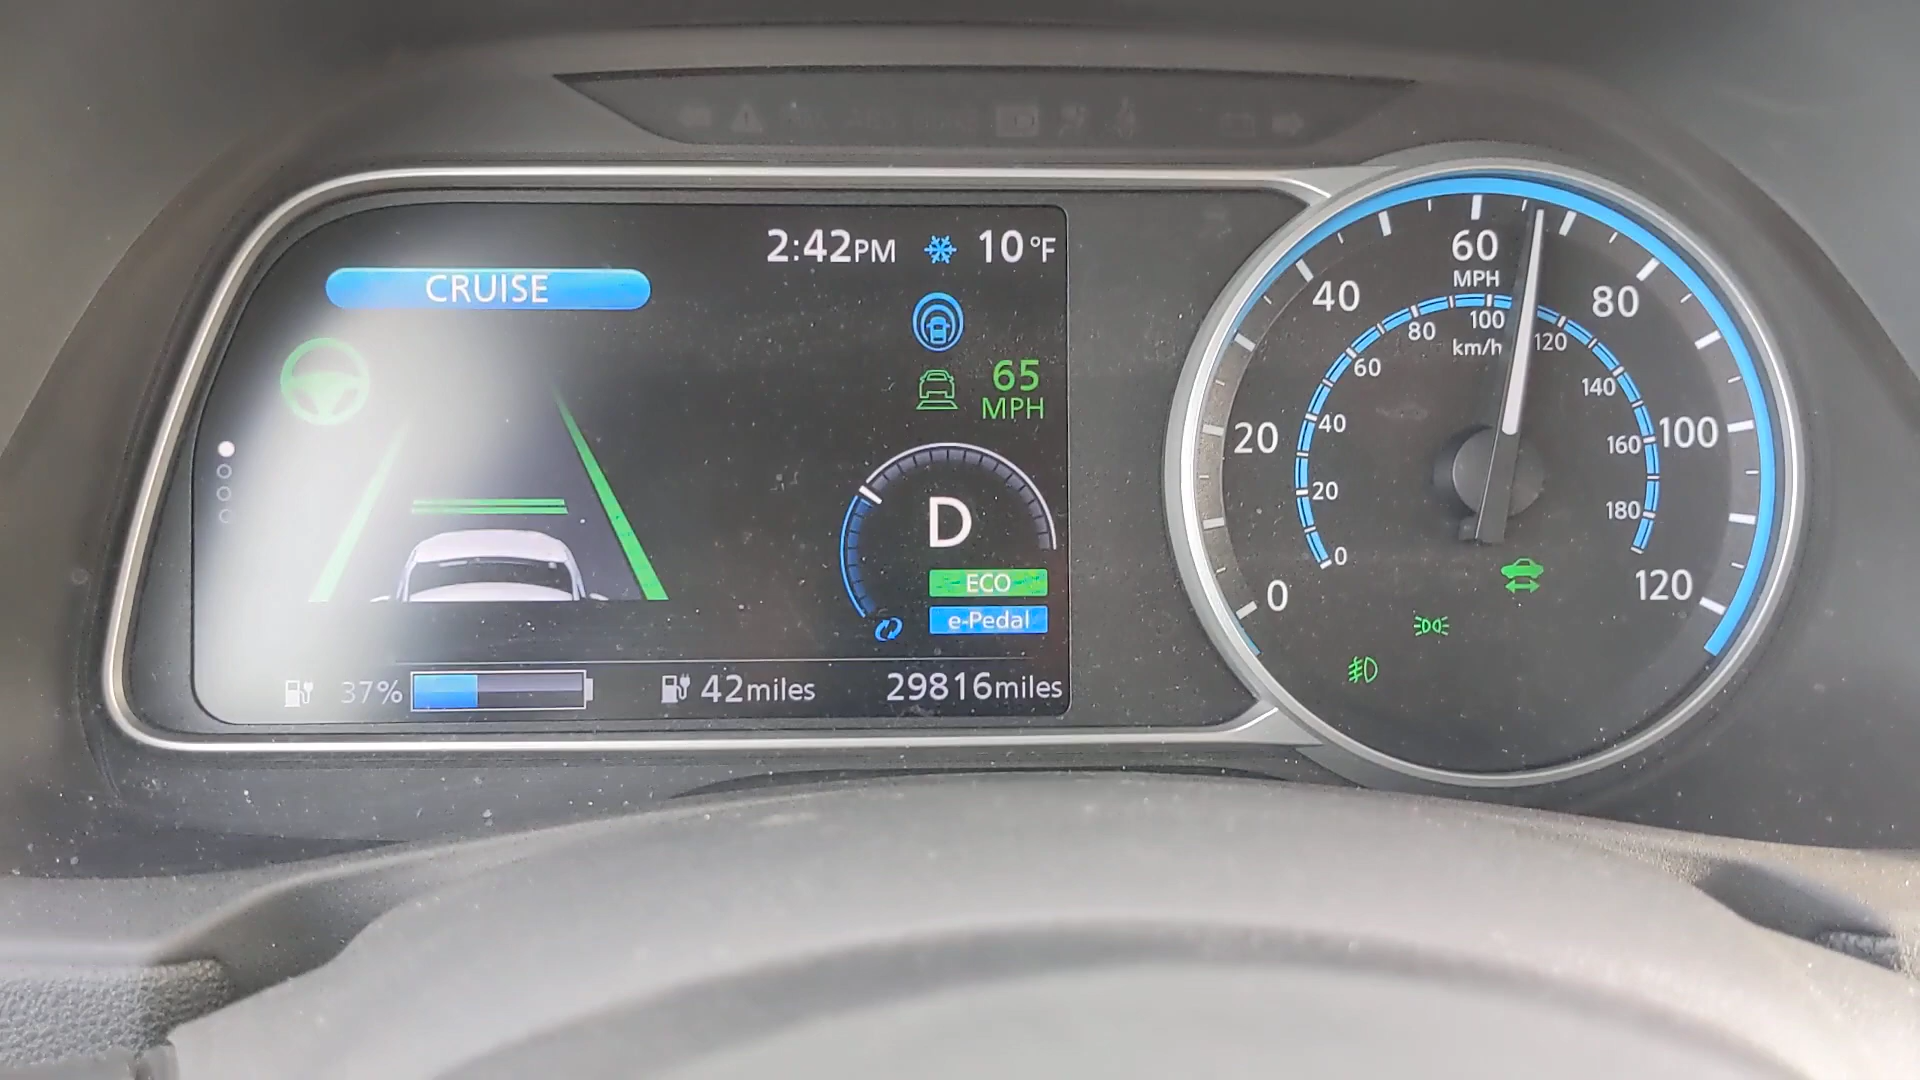 2:42PM 10°F
CRUISE
65
MPH
D
ECO
e-Pedal
37% 42miles 29816miles
0 20 40 60 80 100 120
MPH
0 20 40 60 80 100 120 140 160 180
km/h